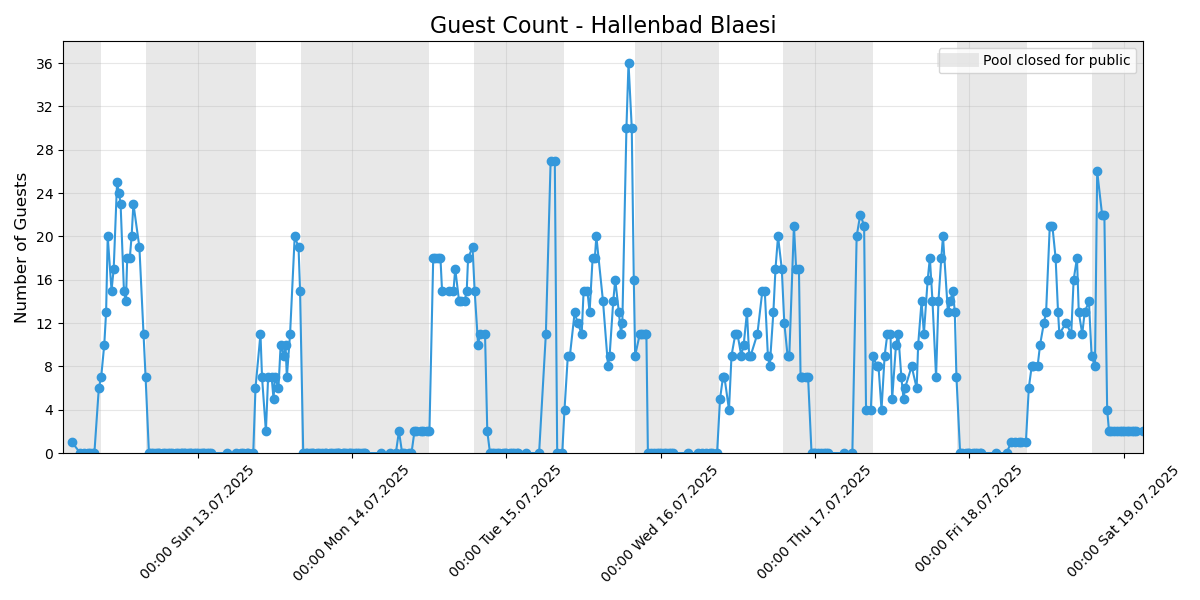 Guest Count - Hallenbad Blaesi
Pool closed for public
Number of Guests
36
32
28
24
20
16
12
8
4
0
00:00 Sun 13.07.2025
00:00 Mon 14.07.2025
00:00 Tue 15.07.2025
00:00 Wed 16.07.2025
00:00 Thu 17.07.2025
00:00 Fri 18.07.2025
00:00 Sat 19.07.2025